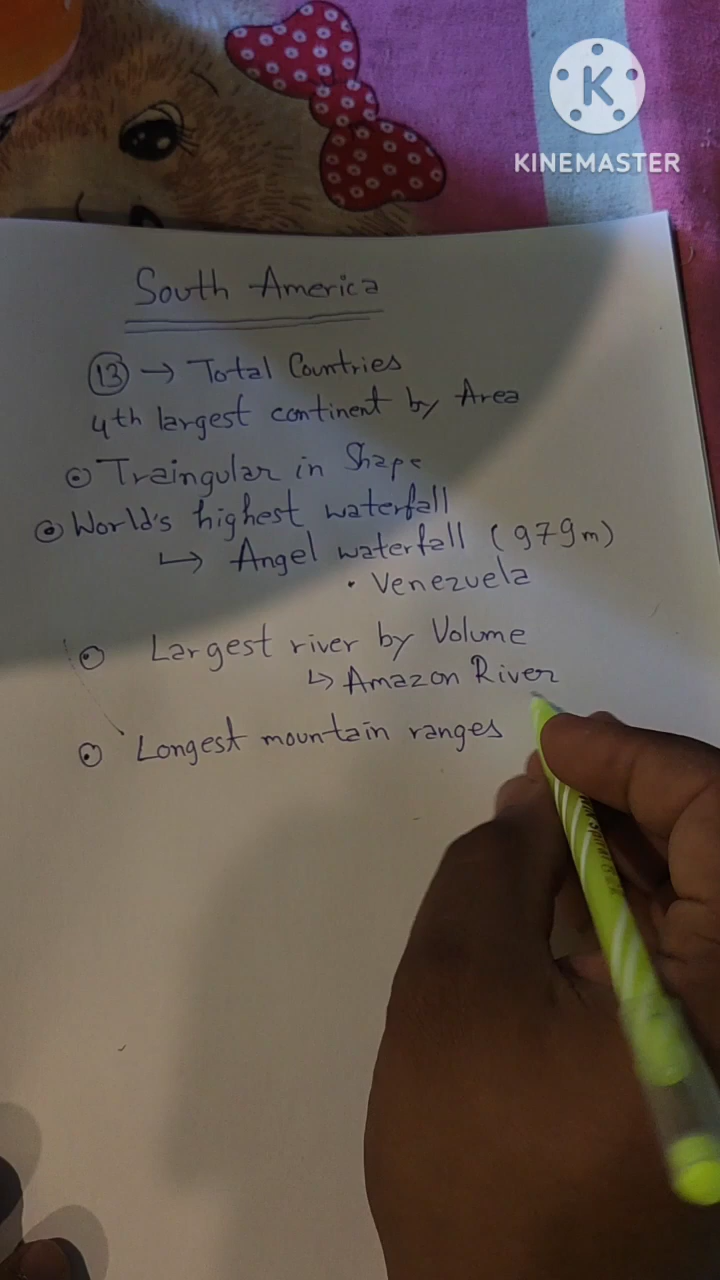 KINEMASTER
South America
13 → Total Countries
4th largest continent by Area
Traingular in Shape
World's highest waterfall
↳ Angel waterfall (979m)
• Venezuela
Largest river by Volume
↳ Amazon River
Longest mountain ranges